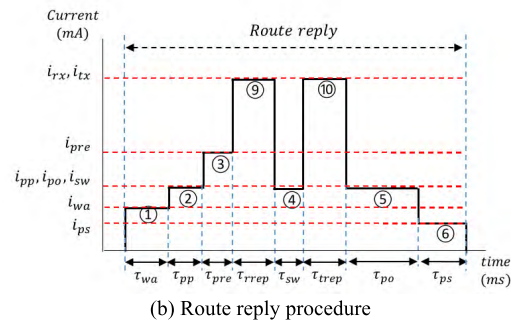 Current
(mA)
Route reply
i_rx, i_tx
⑨
⑩
i_pre
③
i_pp, i_po, i_sw
②
④
⑤
i_wa
①
i_ps
⑥
τ_wa τ_pp τ_pre τ_rrep τ_sw τ_trep τ_po τ_ps
time
(ms)
(b) Route reply procedure